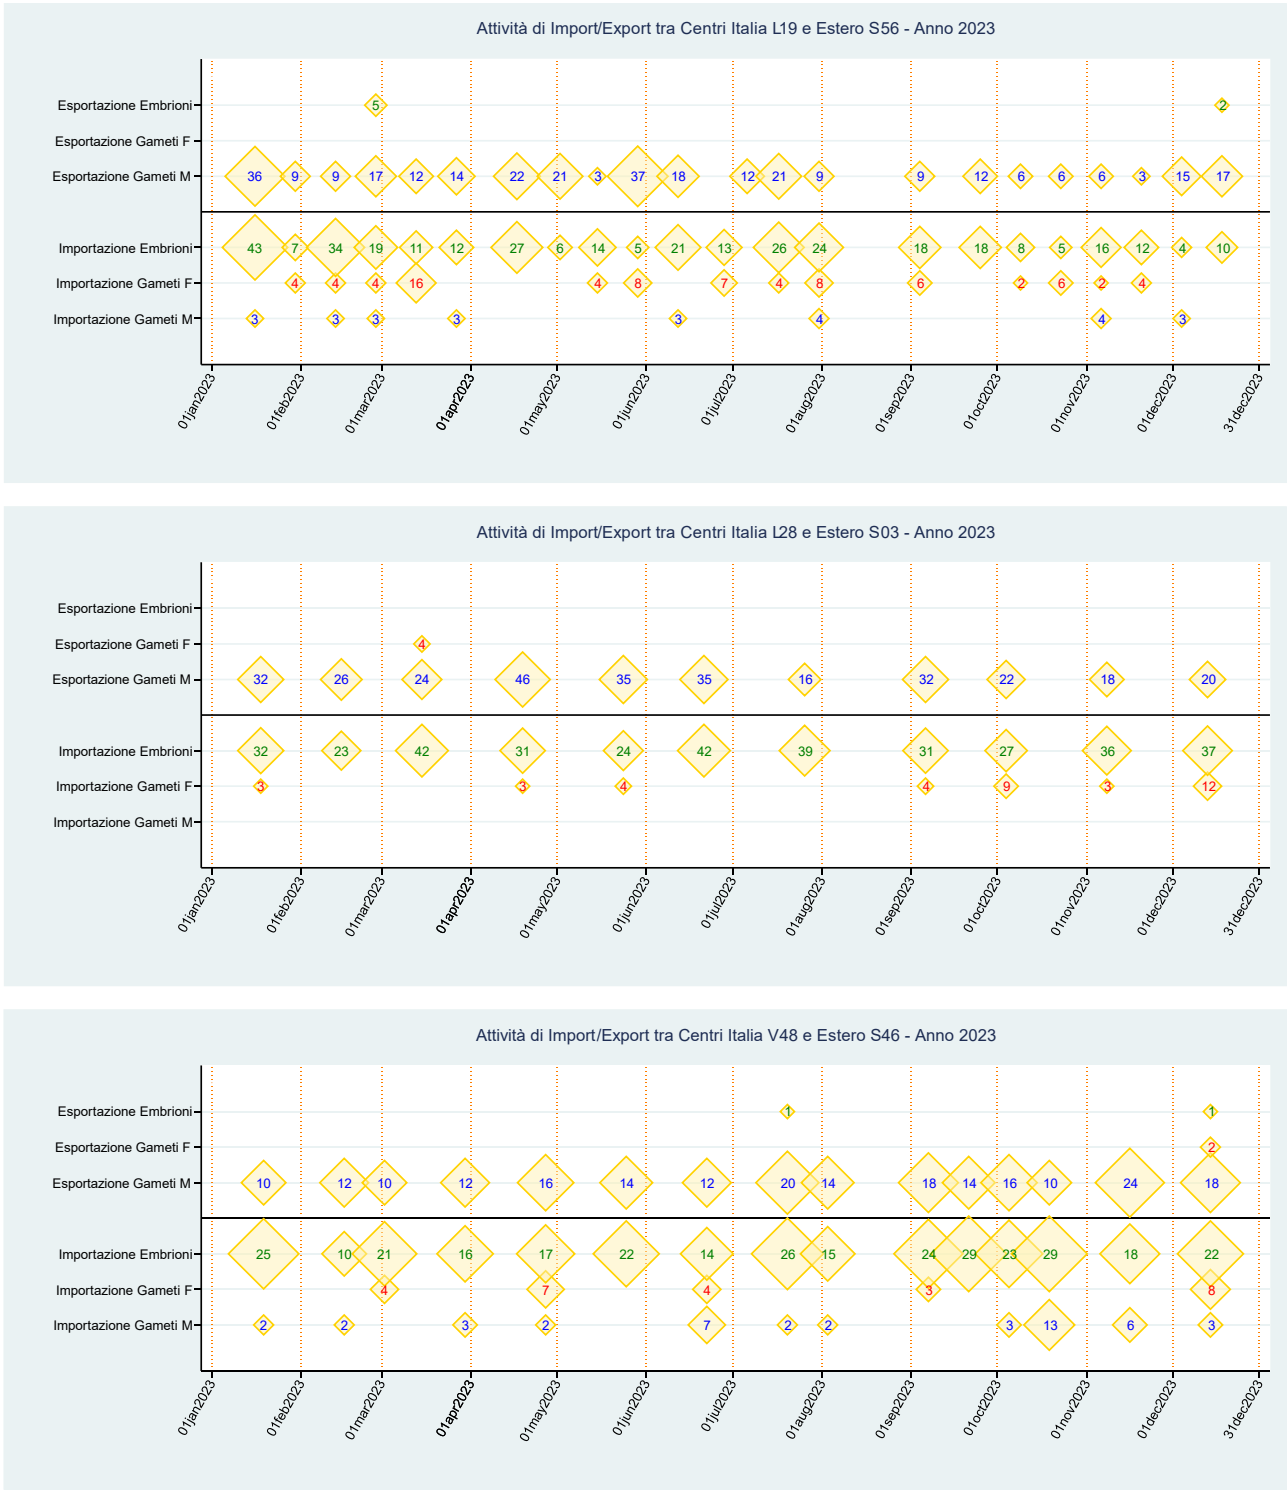 Attività di Import/Export tra Centri Italia L19 e Estero S56 - Anno 2023
Esportazione Embrioni 5 2
Esportazione Gameti F
Esportazione Gameti M 36 9 9 17 12 14 22 21 3 37 18 12 21 9 9 12 6 6 6 3 15 17
Importazione Embrioni 43 7 34 19 11 12 27 6 14 5 21 13 26 24 18 18 8 5 16 12 4 10
Importazione Gameti F 4 4 4 16 4 8 7 4 8 6 2 6 2 4
Importazione Gameti M 3 3 3 3 3 4 4 3
01jan2023 01feb2023 01mar2023 01apr2023 01may2023 01jun2023 01jul2023 01aug2023 01sep2023 01oct2023 01nov2023 01dec2023 31dec2023
Attività di Import/Export tra Centri Italia L28 e Estero S03 - Anno 2023
Esportazione Embrioni
Esportazione Gameti F 4
Esportazione Gameti M 32 26 24 46 35 35 16 32 22 18 20
Importazione Embrioni 32 23 42 31 24 42 39 31 27 36 37
Importazione Gameti F 3 3 4 4 9 3 12
Importazione Gameti M
01jan2023 01feb2023 01mar2023 01apr2023 01may2023 01jun2023 01jul2023 01aug2023 01sep2023 01oct2023 01nov2023 01dec2023 31dec2023
Attività di Import/Export tra Centri Italia V48 e Estero S46 - Anno 2023
Esportazione Embrioni 1 1
Esportazione Gameti F 2
Esportazione Gameti M 10 12 10 12 16 14 12 20 14 18 14 16 10 24 18
Importazione Embrioni 25 10 21 16 17 22 14 26 15 24 29 23 29 18 22
Importazione Gameti F 4 7 4 3 8
Importazione Gameti M 2 2 3 2 7 2 2 3 13 6 3
01jan2023 01feb2023 01mar2023 01apr2023 01may2023 01jun2023 01jul2023 01aug2023 01sep2023 01oct2023 01nov2023 01dec2023 31dec2023